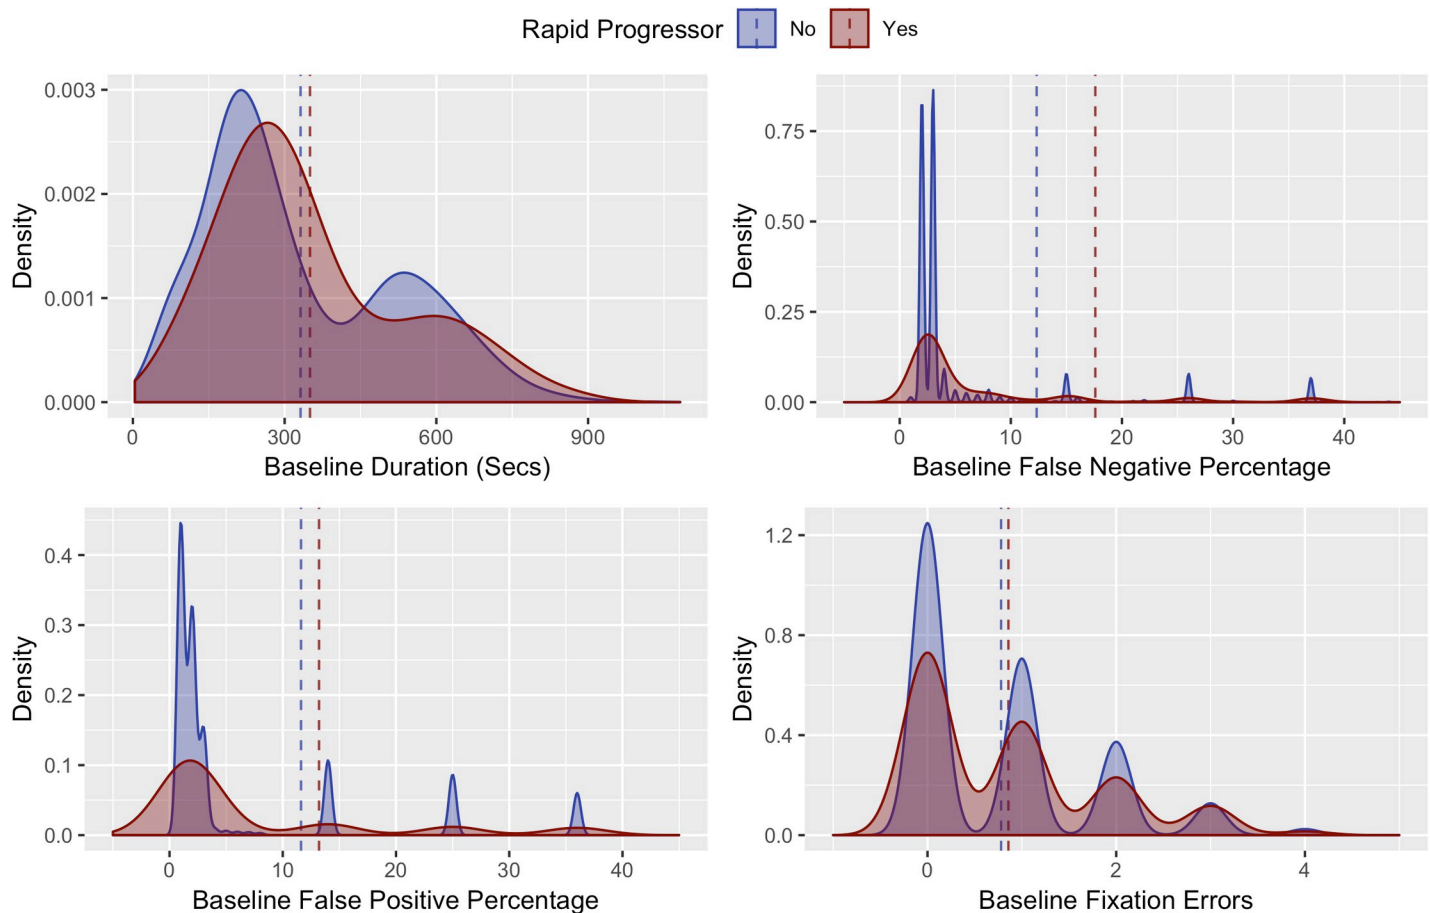 Rapid Progressor No Yes
Density
0.003
0.002
0.001
0.000
0 300 600 900
Baseline Duration (Secs)
Density
0.75
0.50
0.25
0.00
0 10 20 30 40
Baseline False Negative Percentage
Density
0.4
0.3
0.2
0.1
0.0
0 10 20 30 40
Baseline False Positive Percentage
Density
1.2
0.8
0.4
0.0
0 2 4
Baseline Fixation Errors